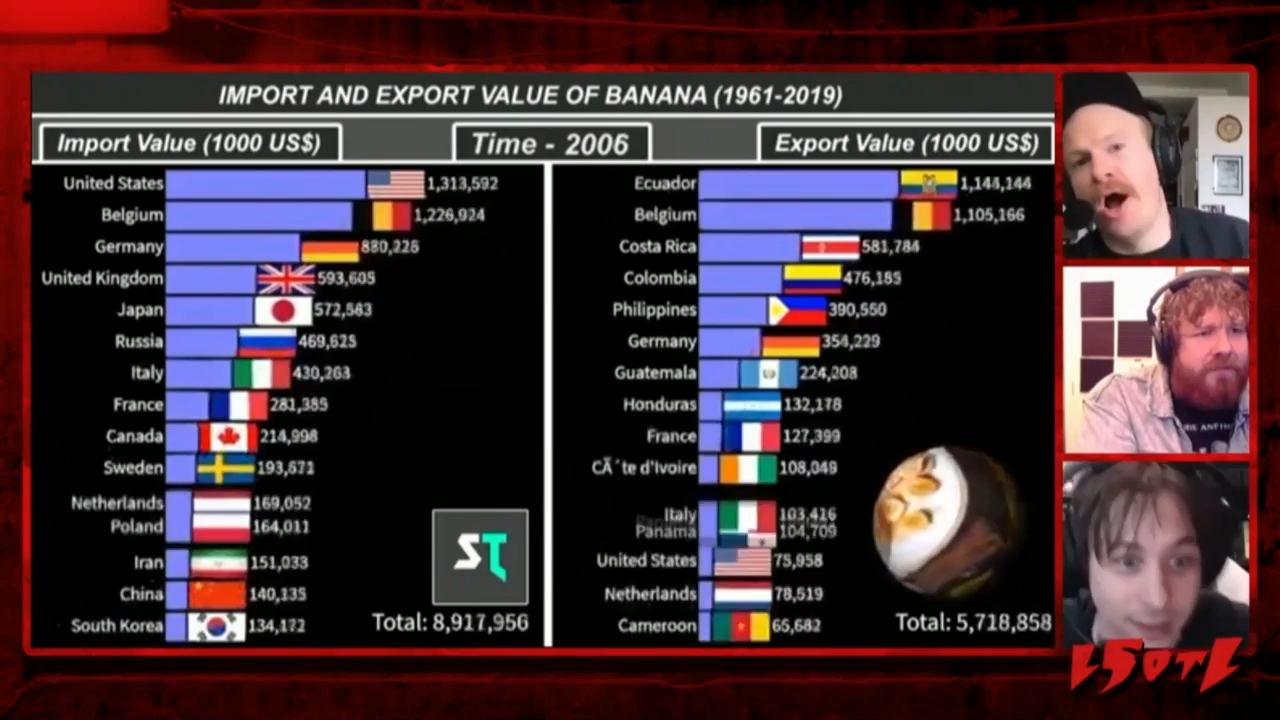 IMPORT AND EXPORT VALUE OF BANANA (1961-2019)
Import Value (1000 US$)
Time - 2006
Export Value (1000 US$)
United States 1,313,592
Belgium 1,226,924
Germany 880,226
United Kingdom 593,605
Japan 572,583
Russia 469,625
Italy 430,263
France 281,385
Canada 214,998
Sweden 193,671
Netherlands 169,052
Poland 164,011
Iran 151,033
China 140,135
South Korea 134,172
ST
Total: 8,917,956
Ecuador 1,144,144
Belgium 1,105,166
Costa Rica 581,784
Colombia 476,185
Philippines 390,550
Germany 354,229
Guatemala 224,208
Honduras 132,178
France 127,399
CÃ´te d'Ivoire 108,049
Italy 103,416
Panama 104,709
United States 75,958
Netherlands 78,519
Cameroon 65,682
Total: 5,718,858
L5OTL